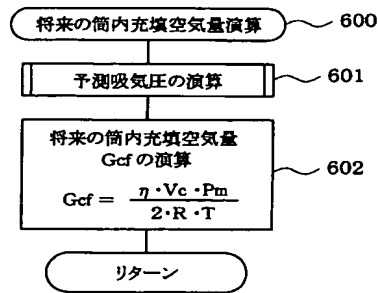 将来の筒内充填空気量演算
600
予測吸気圧の演算
601
将来の筒内充填空気量
Gcfの演算
Gcf = η・Vc・Pm / 2・R・T
602
リターン